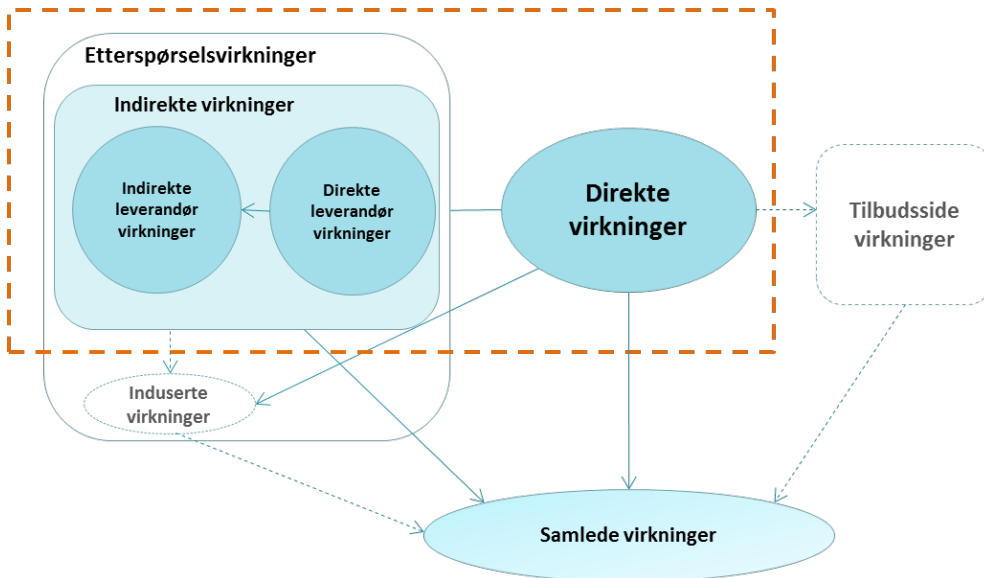 Etterspørselsvirkninger
Indirekte virkninger
Indirekte
leverandør
virkninger
Direkte
leverandør
virkninger
Direkte
virkninger
Tilbudsside
virkninger
Induserte
virkninger
Samlede virkninger